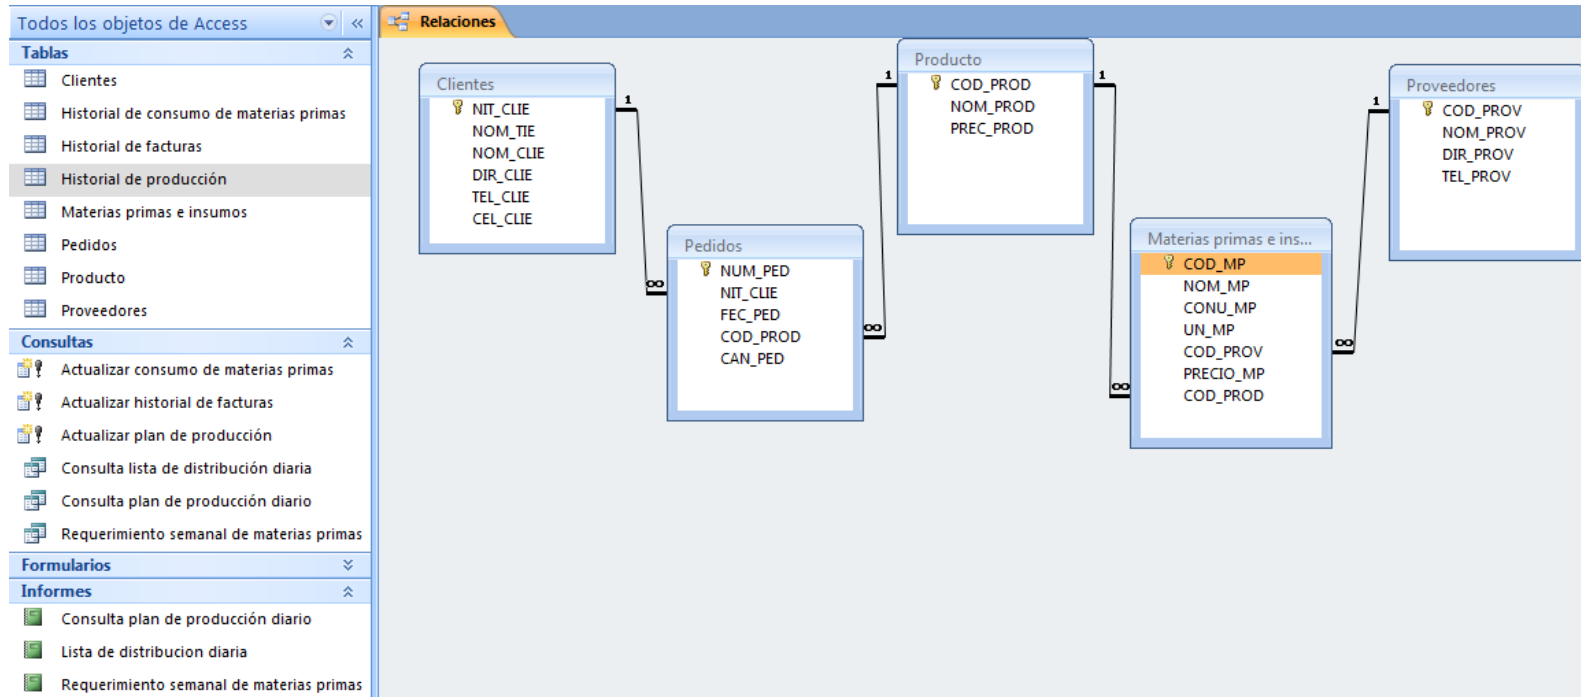 Todos los objetos de Access
«
Tablas
Clientes
Historial de consumo de materias primas
Historial de facturas
Historial de producción
Materias primas e insumos
Pedidos
Producto
Proveedores
Consultas
Actualizar consumo de materias primas
Actualizar historial de facturas
Actualizar plan de producción
Consulta lista de distribución diaria
Consulta plan de producción diario
Requerimiento semanal de materias primas
Formularios
Informes
Consulta plan de producción diario
Lista de distribucion diaria
Requerimiento semanal de materias primas
Relaciones
Clientes
NIT_CLIE
NOM_TIE
NOM_CLIE
DIR_CLIE
TEL_CLIE
CEL_CLIE
1
∞
Pedidos
NUM_PED
NIT_CLIE
FEC_PED
COD_PROD
CAN_PED
1
∞
Producto
COD_PROD
NOM_PROD
PREC_PROD
1
∞
Materias primas e ins...
COD_MP
NOM_MP
CONU_MP
UN_MP
COD_PROV
PRECIO_MP
COD_PROD
1
∞
Proveedores
COD_PROV
NOM_PROV
DIR_PROV
TEL_PROV